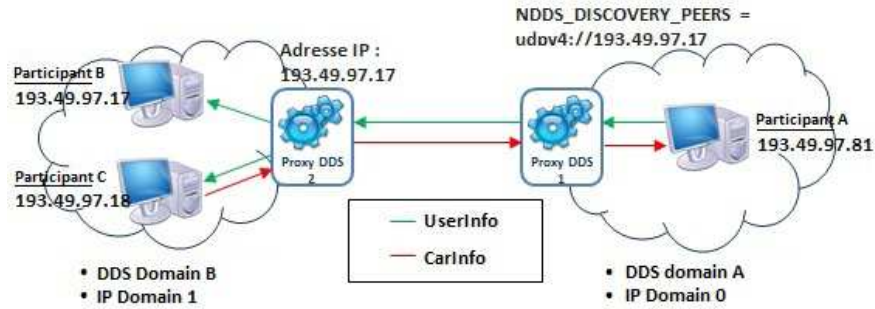 NDDS_DISCOVERY_PEERS =
udpv4://193.49.97.17
Adresse IP :
193.49.97.17
Participant B
193.49.97.17
Participant A
193.49.97.81
Proxy DDS
2
Proxy DDS
1
Participant C
193.49.97.18
UserInfo
CarInfo
• DDS Domain B
• IP Domain 1
• DDS domain A
• IP Domain 0